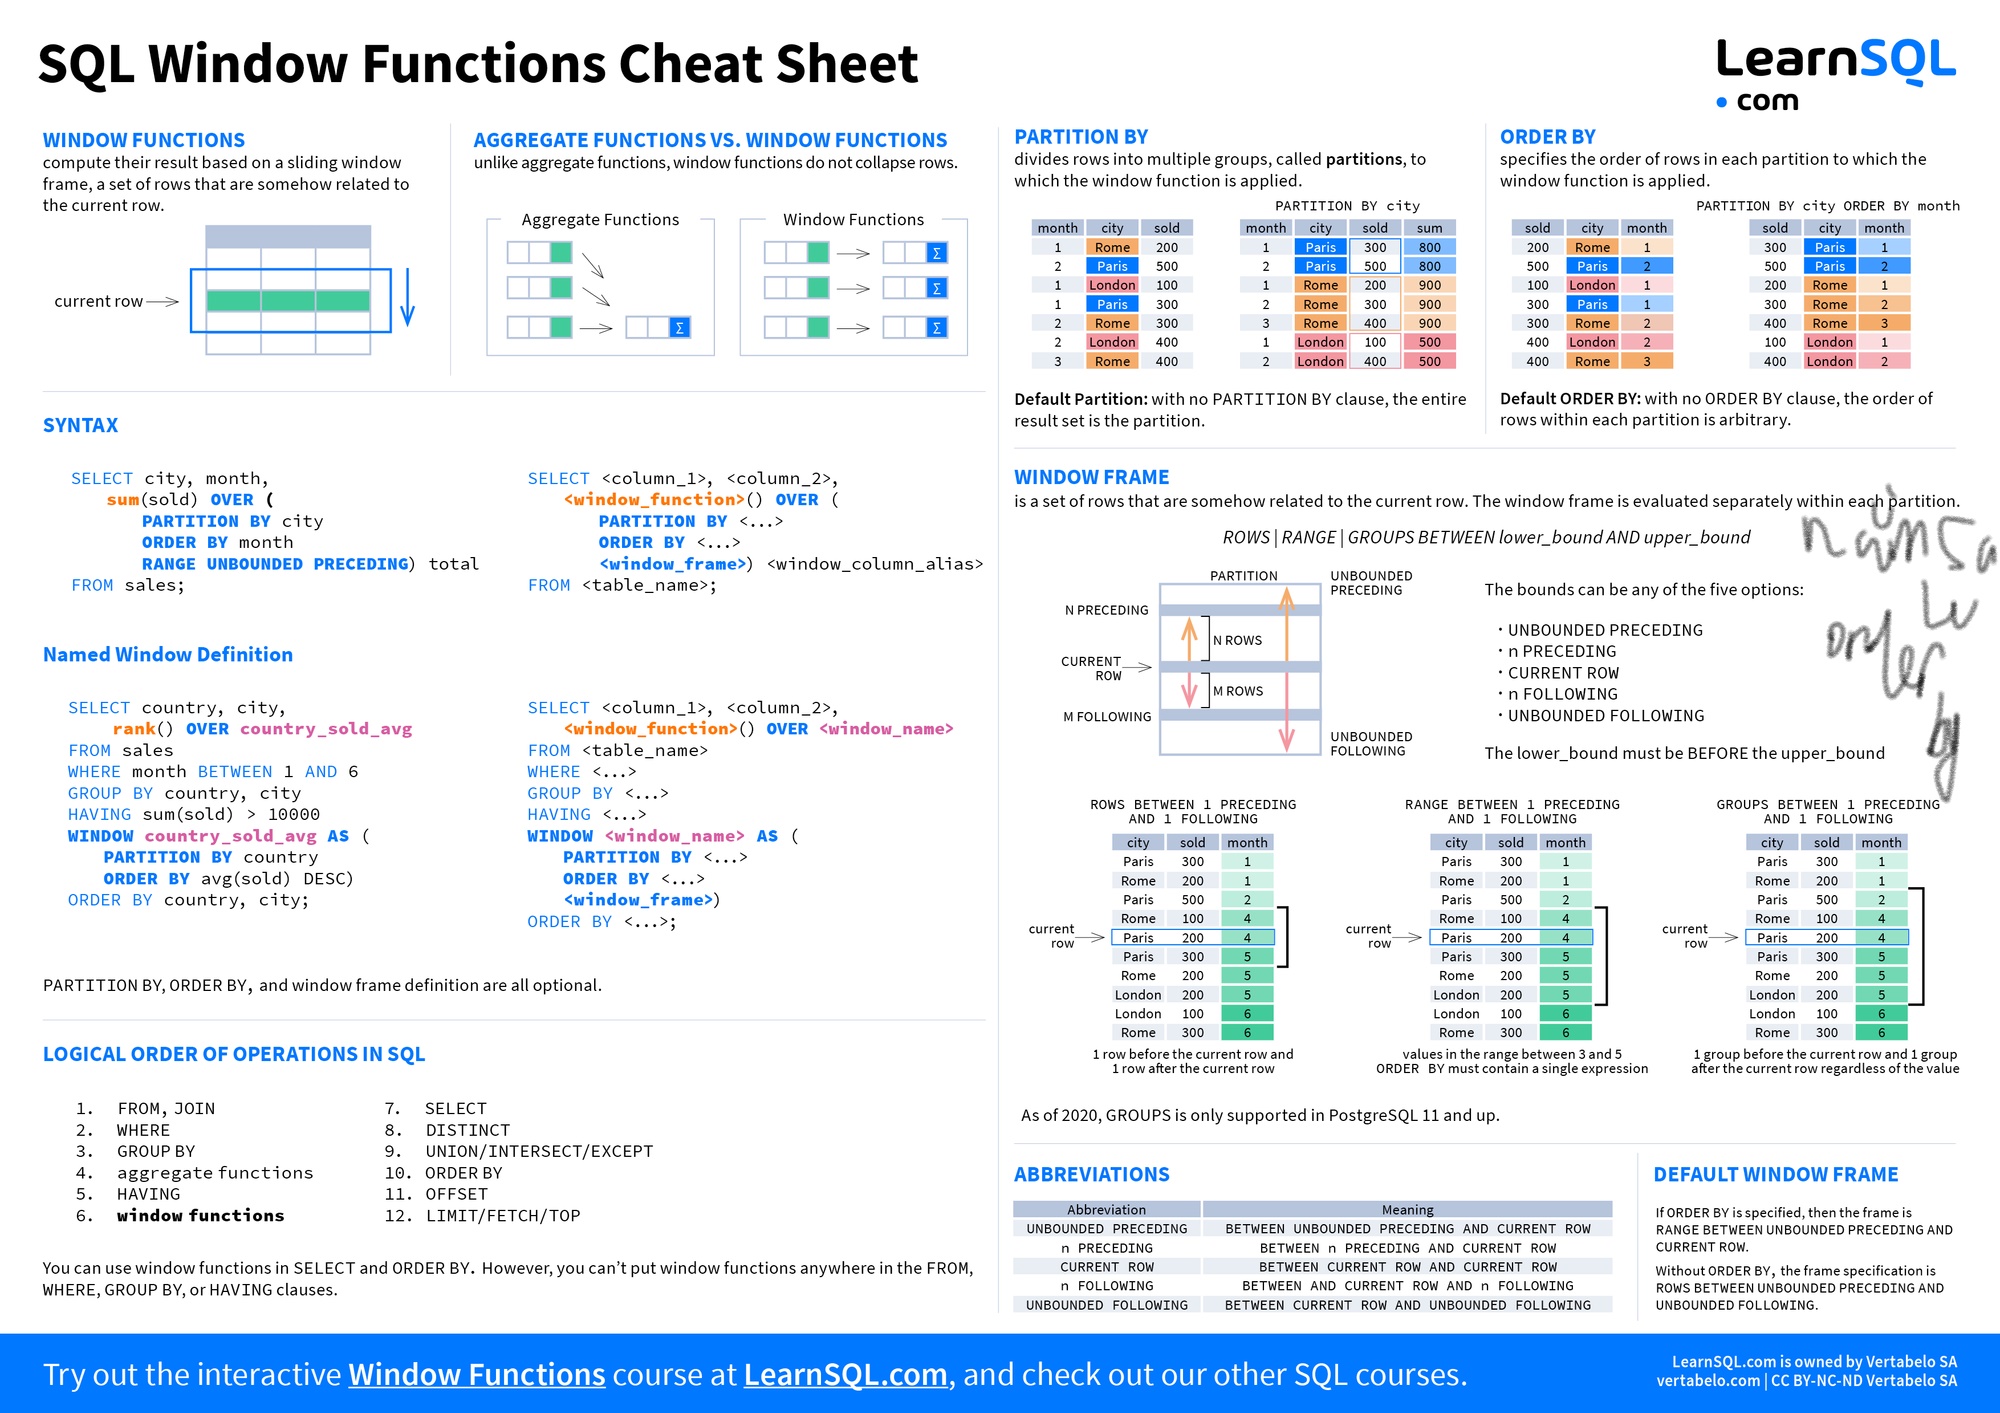 SQL Window Functions Cheat Sheet
LearnSQL
• com
WINDOW FUNCTIONS
compute their result based on a sliding window
frame, a set of rows that are somehow related to
the current row.
current row
AGGREGATE FUNCTIONS VS. WINDOW FUNCTIONS
unlike aggregate functions, window functions do not collapse rows.
Aggregate Functions
∑
Window Functions
∑
∑
∑
SYNTAX
SELECT city, month,
sum(sold) OVER (
PARTITION BY city
ORDER BY month
RANGE UNBOUNDED PRECEDING) total
FROM sales;
SELECT <column_1>, <column_2>,
<window_function>() OVER (
PARTITION BY <...>
ORDER BY <...>
<window_frame>) <window_column_alias>
FROM <table_name>;
Named Window Definition
SELECT country, city,
rank() OVER country_sold_avg
FROM sales
WHERE month BETWEEN 1 AND 6
GROUP BY country, city
HAVING sum(sold) > 10000
WINDOW country_sold_avg AS (
PARTITION BY country
ORDER BY avg(sold) DESC)
ORDER BY country, city;
SELECT <column_1>, <column_2>,
<window_function>() OVER <window_name>
FROM <table_name>
WHERE <...>
GROUP BY <...>
HAVING <...>
WINDOW <window_name> AS (
PARTITION BY <...>
ORDER BY <...>
<window_frame>)
ORDER BY <...>;
PARTITION BY, ORDER BY, and window frame definition are all optional.
LOGICAL ORDER OF OPERATIONS IN SQL
1. FROM, JOIN
2. WHERE
3. GROUP BY
4. aggregate functions
5. HAVING
6. window functions
7. SELECT
8. DISTINCT
9. UNION/INTERSECT/EXCEPT
10. ORDER BY
11. OFFSET
12. LIMIT/FETCH/TOP
You can use window functions in SELECT and ORDER BY. However, you can't put window functions anywhere in the FROM,
WHERE, GROUP BY, or HAVING clauses.
PARTITION BY
divides rows into multiple groups, called partitions, to
which the window function is applied.
month city sold
1 Rome 200
2 Paris 500
1 London 100
1 Paris 300
2 Rome 300
2 London 400
3 Rome 400
PARTITION BY city
month city sold sum
1 Paris 300 800
2 Paris 500 800
1 Rome 200 900
2 Rome 300 900
3 Rome 400 900
1 London 100 500
2 London 400 500
Default Partition: with no PARTITION BY clause, the entire
result set is the partition.
ORDER BY
specifies the order of rows in each partition to which the
window function is applied.
sold city month
200 Rome 1
500 Paris 2
100 London 1
300 Paris 1
300 Rome 2
400 London 2
400 Rome 3
PARTITION BY city ORDER BY month
sold city month
300 Paris 1
500 Paris 2
200 Rome 1
300 Rome 2
400 Rome 3
100 London 1
400 London 2
Default ORDER BY: with no ORDER BY clause, the order of
rows within each partition is arbitrary.
WINDOW FRAME
is a set of rows that are somehow related to the current row. The window frame is evaluated separately within each partition.
ROWS | RANGE | GROUPS BETWEEN lower_bound AND upper_bound
PARTITION
UNBOUNDED
PRECEDING
N PRECEDING
N ROWS
CURRENT
ROW
M ROWS
M FOLLOWING
UNBOUNDED
FOLLOWING
The bounds can be any of the five options:
· UNBOUNDED PRECEDING
· n PRECEDING
· CURRENT ROW
· n FOLLOWING
· UNBOUNDED FOLLOWING
The lower_bound must be BEFORE the upper_bound
order
by
ROWS BETWEEN 1 PRECEDING
AND 1 FOLLOWING
city sold month
Paris 300 1
Rome 200 1
Paris 500 2
Rome 100 4
current row
Paris 200 4
Paris 300 5
Rome 200 5
London 200 5
London 100 6
Rome 300 6
1 row before the current row and
1 row after the current row
RANGE BETWEEN 1 PRECEDING
AND 1 FOLLOWING
city sold month
Paris 300 1
Rome 200 1
Paris 500 2
Rome 100 4
current row
Paris 200 4
Paris 300 5
Rome 200 5
London 200 5
London 100 6
Rome 300 6
values in the range between 3 and 5
ORDER BY must contain a single expression
GROUPS BETWEEN 1 PRECEDING
AND 1 FOLLOWING
city sold month
Paris 300 1
Rome 200 1
Paris 500 2
Rome 100 4
current row
Paris 200 4
Paris 300 5
Rome 200 5
London 200 5
London 100 6
Rome 300 6
1 group before the current row and 1 group
after the current row regardless of the value
As of 2020, GROUPS is only supported in PostgreSQL 11 and up.
ABBREVIATIONS
Abbreviation Meaning
UNBOUNDED PRECEDING BETWEEN UNBOUNDED PRECEDING AND CURRENT ROW
n PRECEDING BETWEEN n PRECEDING AND CURRENT ROW
CURRENT ROW BETWEEN CURRENT ROW AND CURRENT ROW
n FOLLOWING BETWEEN AND CURRENT ROW AND n FOLLOWING
UNBOUNDED FOLLOWING BETWEEN CURRENT ROW AND UNBOUNDED FOLLOWING
DEFAULT WINDOW FRAME
If ORDER BY is specified, then the frame is
RANGE BETWEEN UNBOUNDED PRECEDING AND
CURRENT ROW.
Without ORDER BY, the frame specification is
ROWS BETWEEN UNBOUNDED PRECEDING AND
UNBOUNDED FOLLOWING.
Try out the interactive Window Functions course at LearnSQL.com, and check out our other SQL courses.
LearnSQL.com is owned by Vertabelo SA
vertabelo.com | CC BY-NC-ND Vertabelo SA